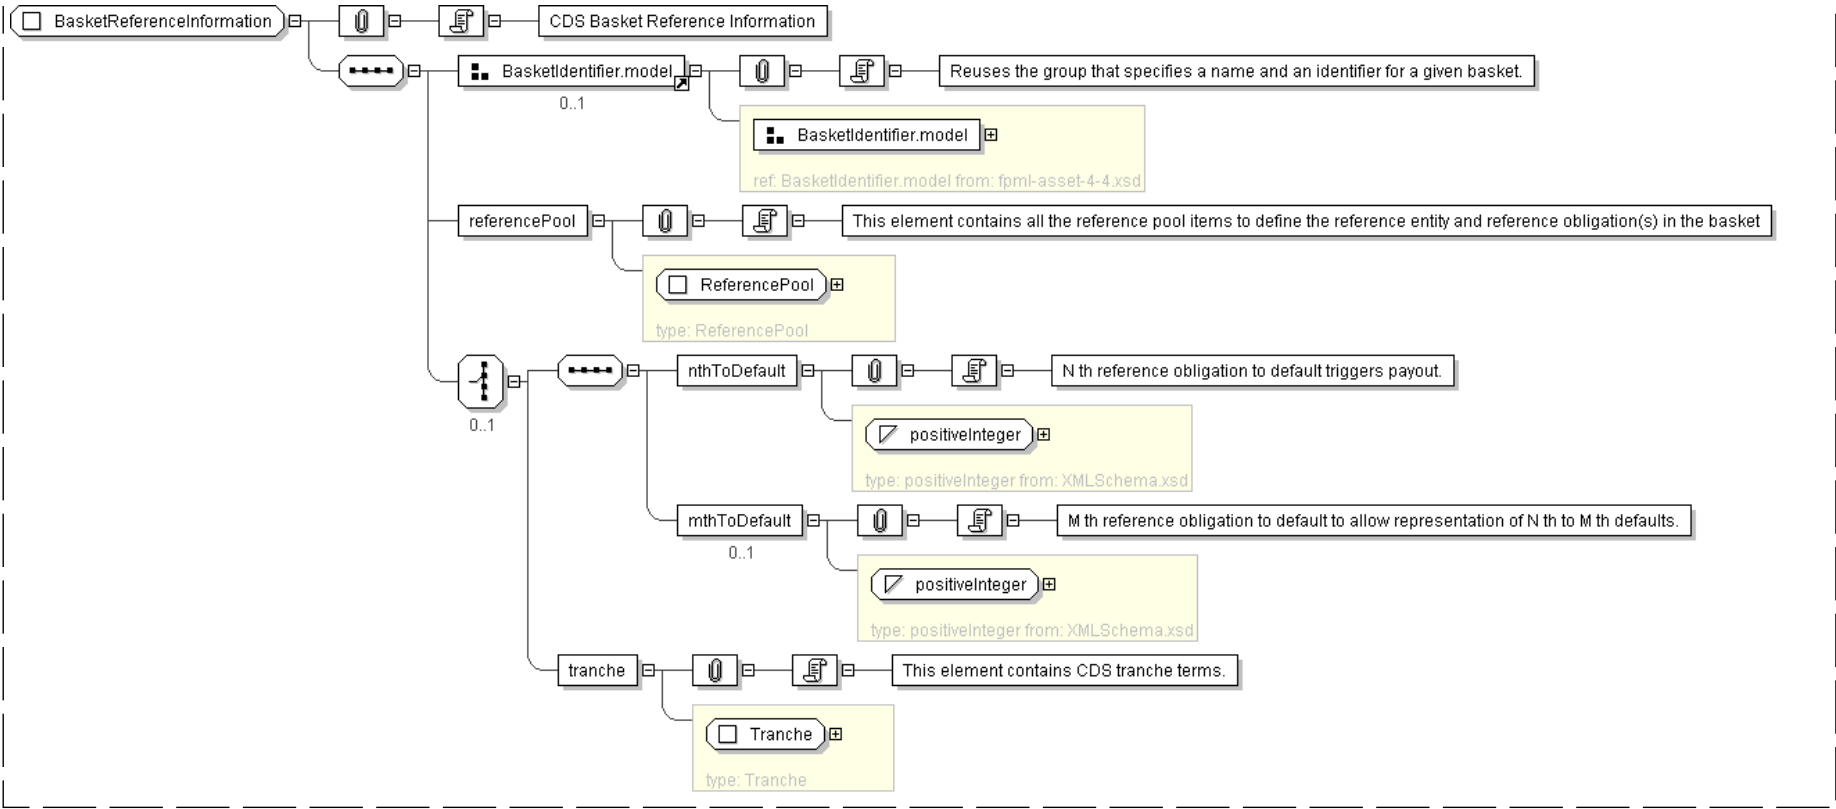 BasketReferenceInformation
CDS Basket Reference Information
BasketIdentifier.model
Reuses the group that specifies a name and an identifier for a given basket.
0..1
BasketIdentifier.model
ref: BasketIdentifier.model from: fpml-asset-4-4.xsd
referencePool
This element contains all the reference pool items to define the reference entity and reference obligation(s) in the basket
ReferencePool
type: ReferencePool
0..1
nthToDefault
N th reference obligation to default triggers payout.
positiveInteger
type: positiveInteger from: XMLSchema.xsd
mthToDefault
M th reference obligation to default to allow representation of N th to M th defaults.
0..1
positiveInteger
type: positiveInteger from: XMLSchema.xsd
tranche
This element contains CDS tranche terms.
Tranche
type: Tranche